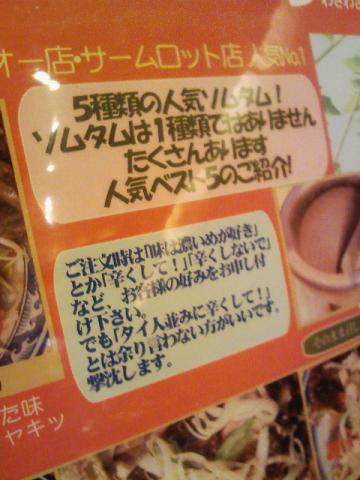 オー店・サームロット店 人気No.1
5種類の人気ソムタム!
ソムタムは1種類ではありません
たくさんあります
人気ベスト5のご紹介!
ご注文時は「味は濃いめが好き」
とか「辛くして!」「辛くしないで」
など、お客様の好みをお申し付
け下さい。
でも「タイ人並みに辛くして!」
とは余り言わない方がいいです。
撃沈します。
た味
ャキッ